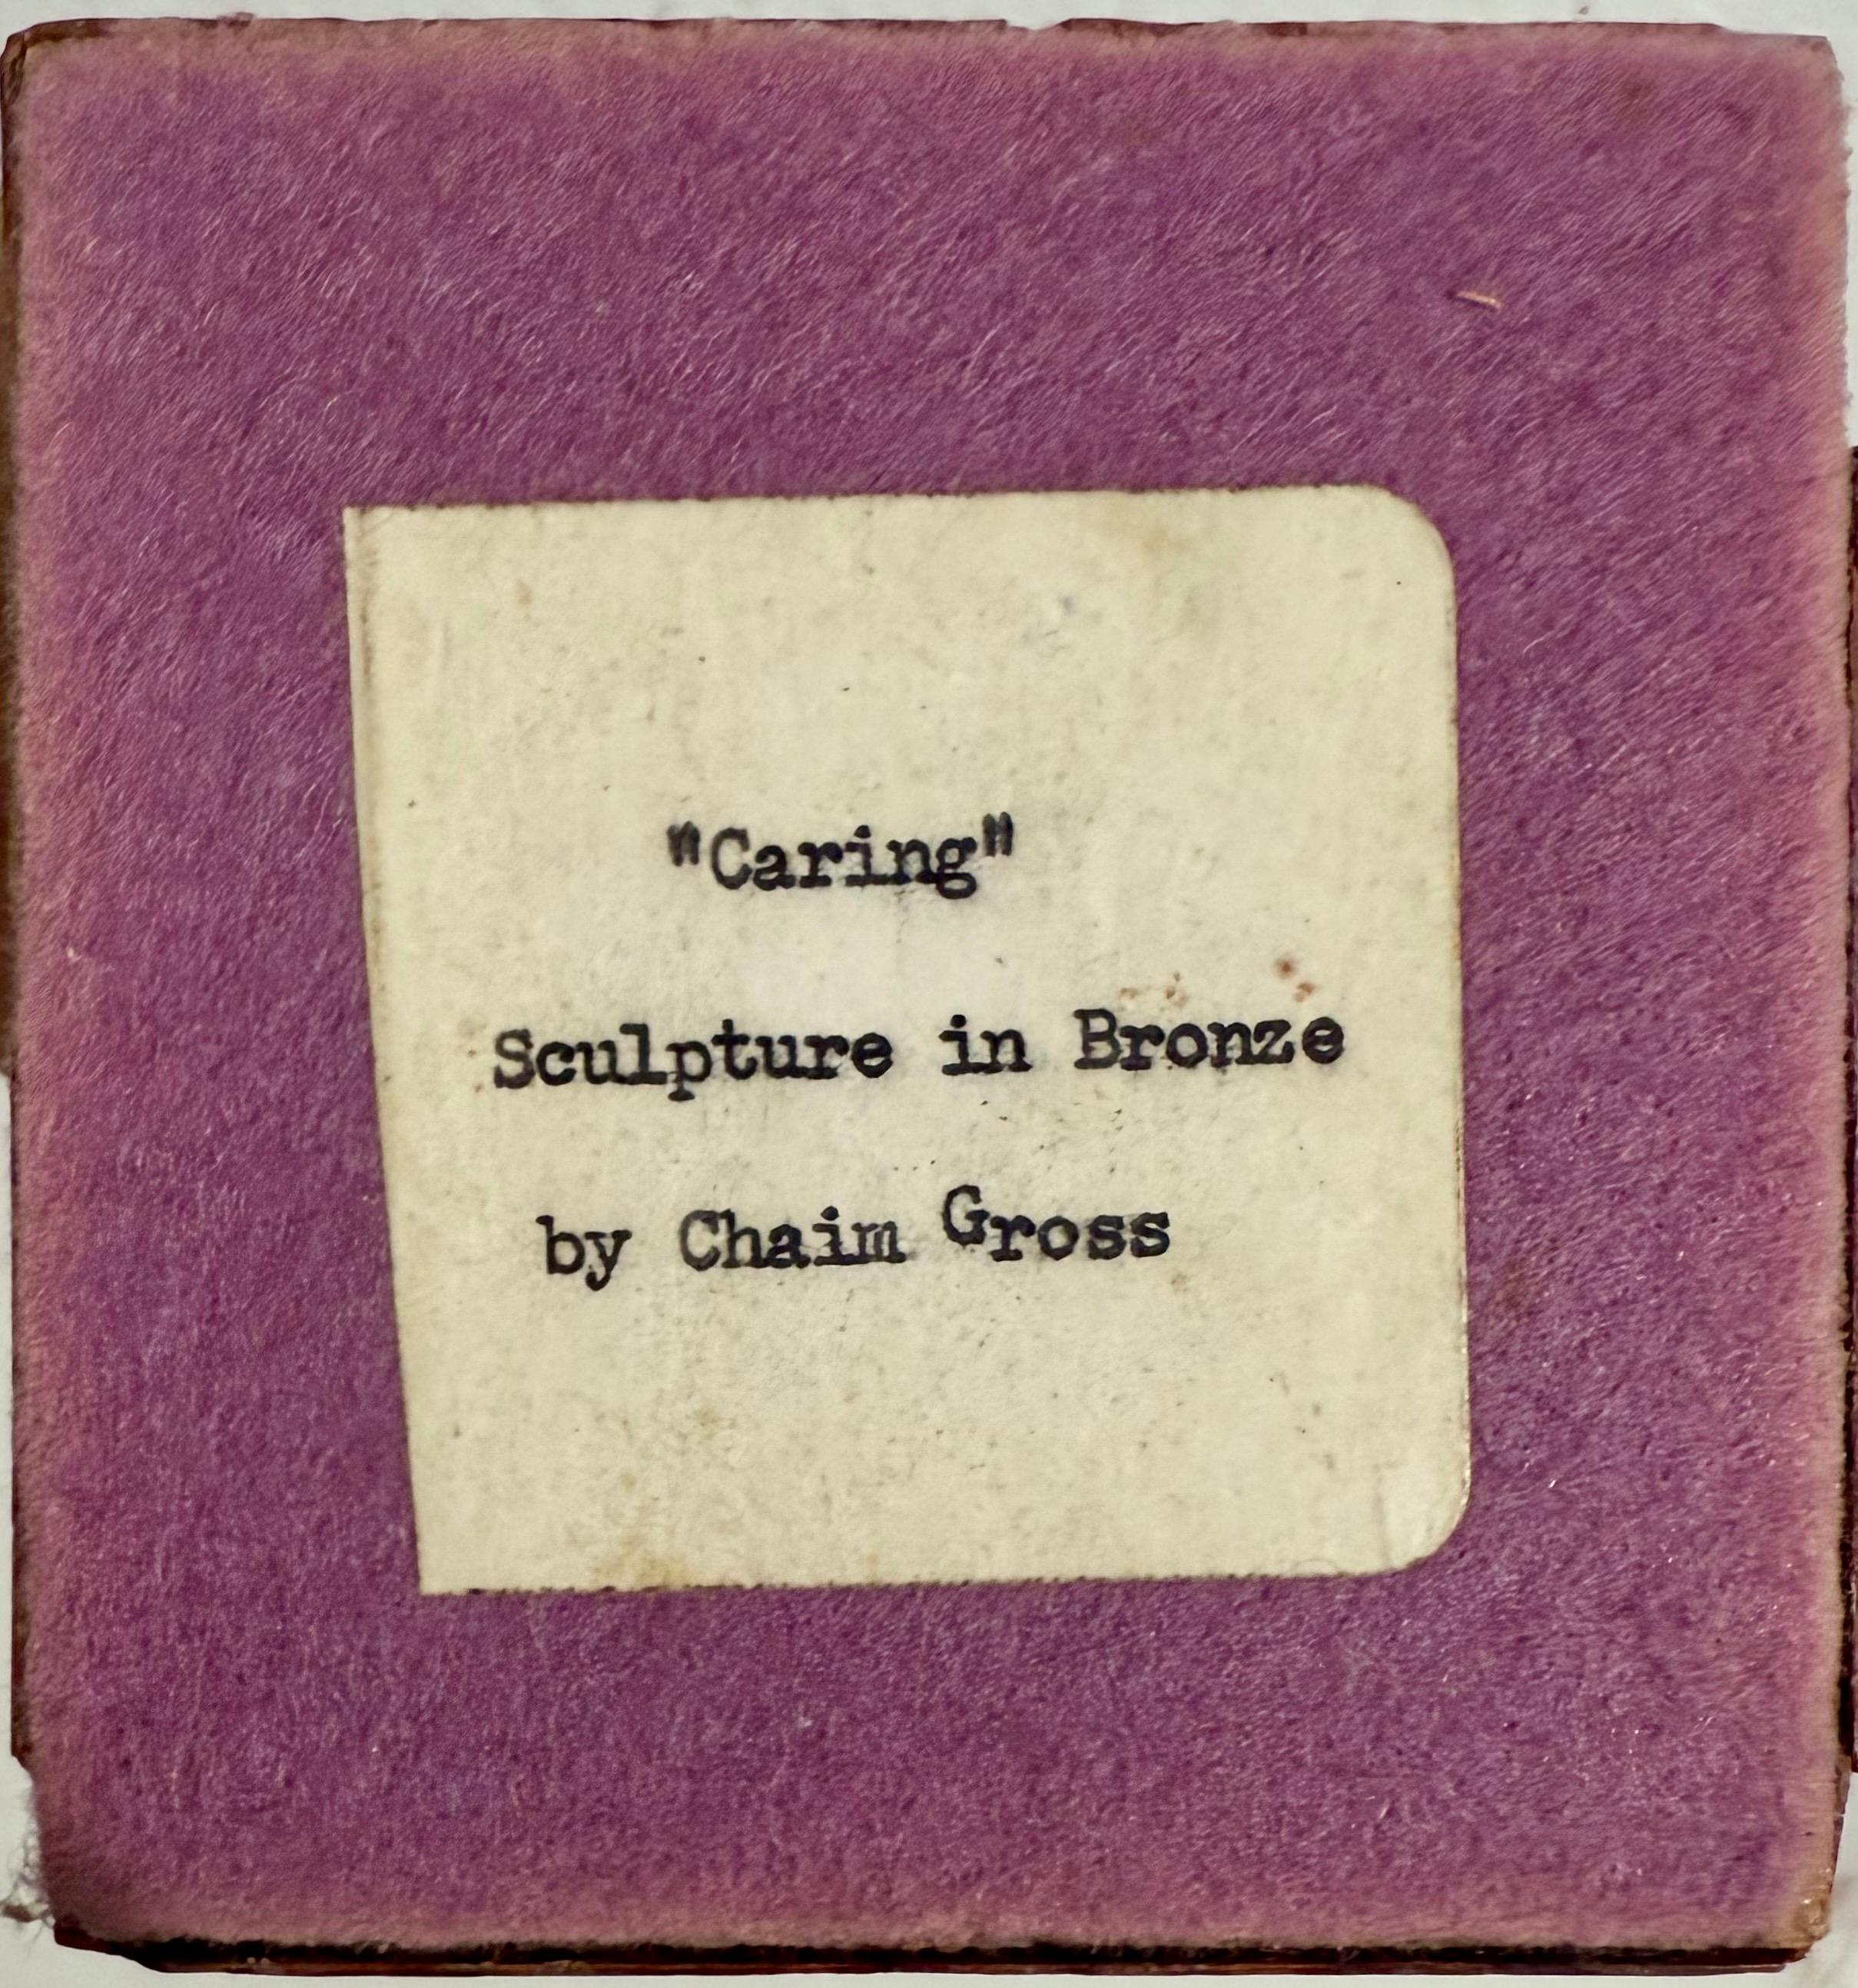 "Caring"
Sculpture in Bronze
by Chaim Gross